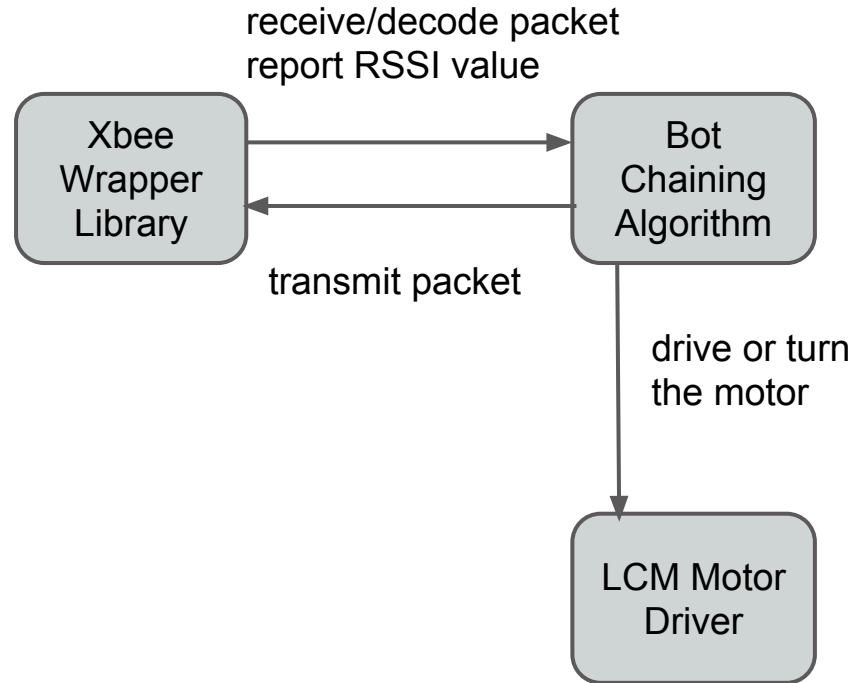 receive/decode packet
report RSSI value
Xbee
Wrapper
Library
Bot
Chaining
Algorithm
transmit packet
drive or turn
the motor
LCM Motor
Driver